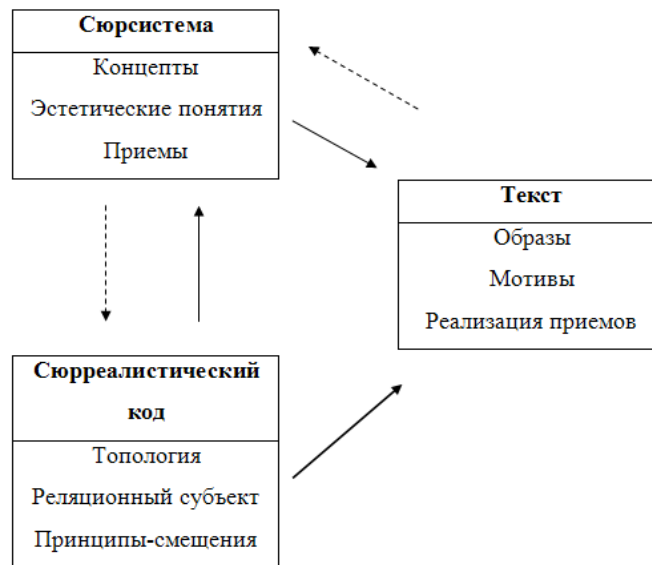 Сюрсистема
Концепты
Эстетические понятия
Приемы
Текст
Образы
Мотивы
Реализация приемов
Сюрреалистический
код
Топология
Реляционный субъект
Принципы-смещения